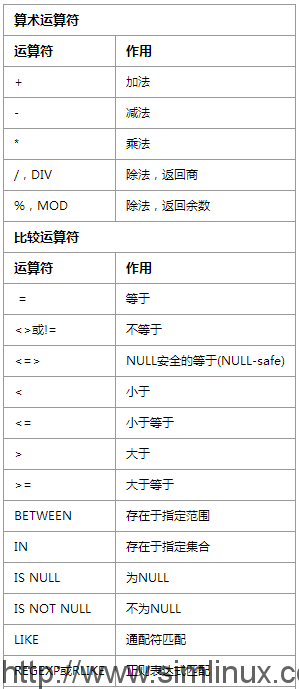 算术运算符
运算符 作用
+ 加法
- 减法
* 乘法
/，DIV 除法，返回商
%，MOD 除法，返回余数
比较运算符
运算符 作用
= 等于
<>或!= 不等于
<=> NULL安全的等于(NULL-safe)
< 小于
<= 小于等于
> 大于
>= 大于等于
BETWEEN 存在于指定范围
IN 存在于指定集合
IS NULL 为NULL
IS NOT NULL 不为NULL
LIKE 通配符匹配
REGEXP或RLIKE 正则表达式匹配